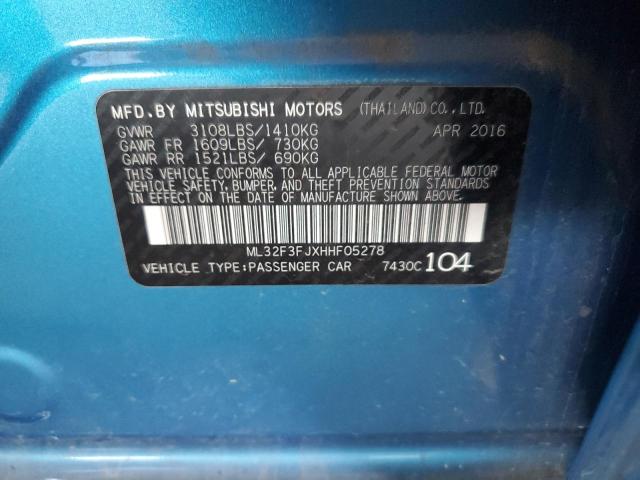 MFD.BY MITSUBISHI MOTORS (THAILAND)CO.,LTD.
GVWR 3108LBS/1410KG APR 2016
GAWR FR 1609LBS/ 730KG
GAWR RR 1521LBS/ 690KG
THIS VEHICLE CONFORMS TO ALL APPLICABLE FEDERAL MOTOR
VEHICLE SAFETY, BUMPER, AND THEFT PREVENTION STANDARDS
IN EFFECT ON THE DATE OF MANUFACTURE SHOWN ABOVE.
ML32F3FJXHHF05278
VEHICLE TYPE:PASSENGER CAR 7430C 104